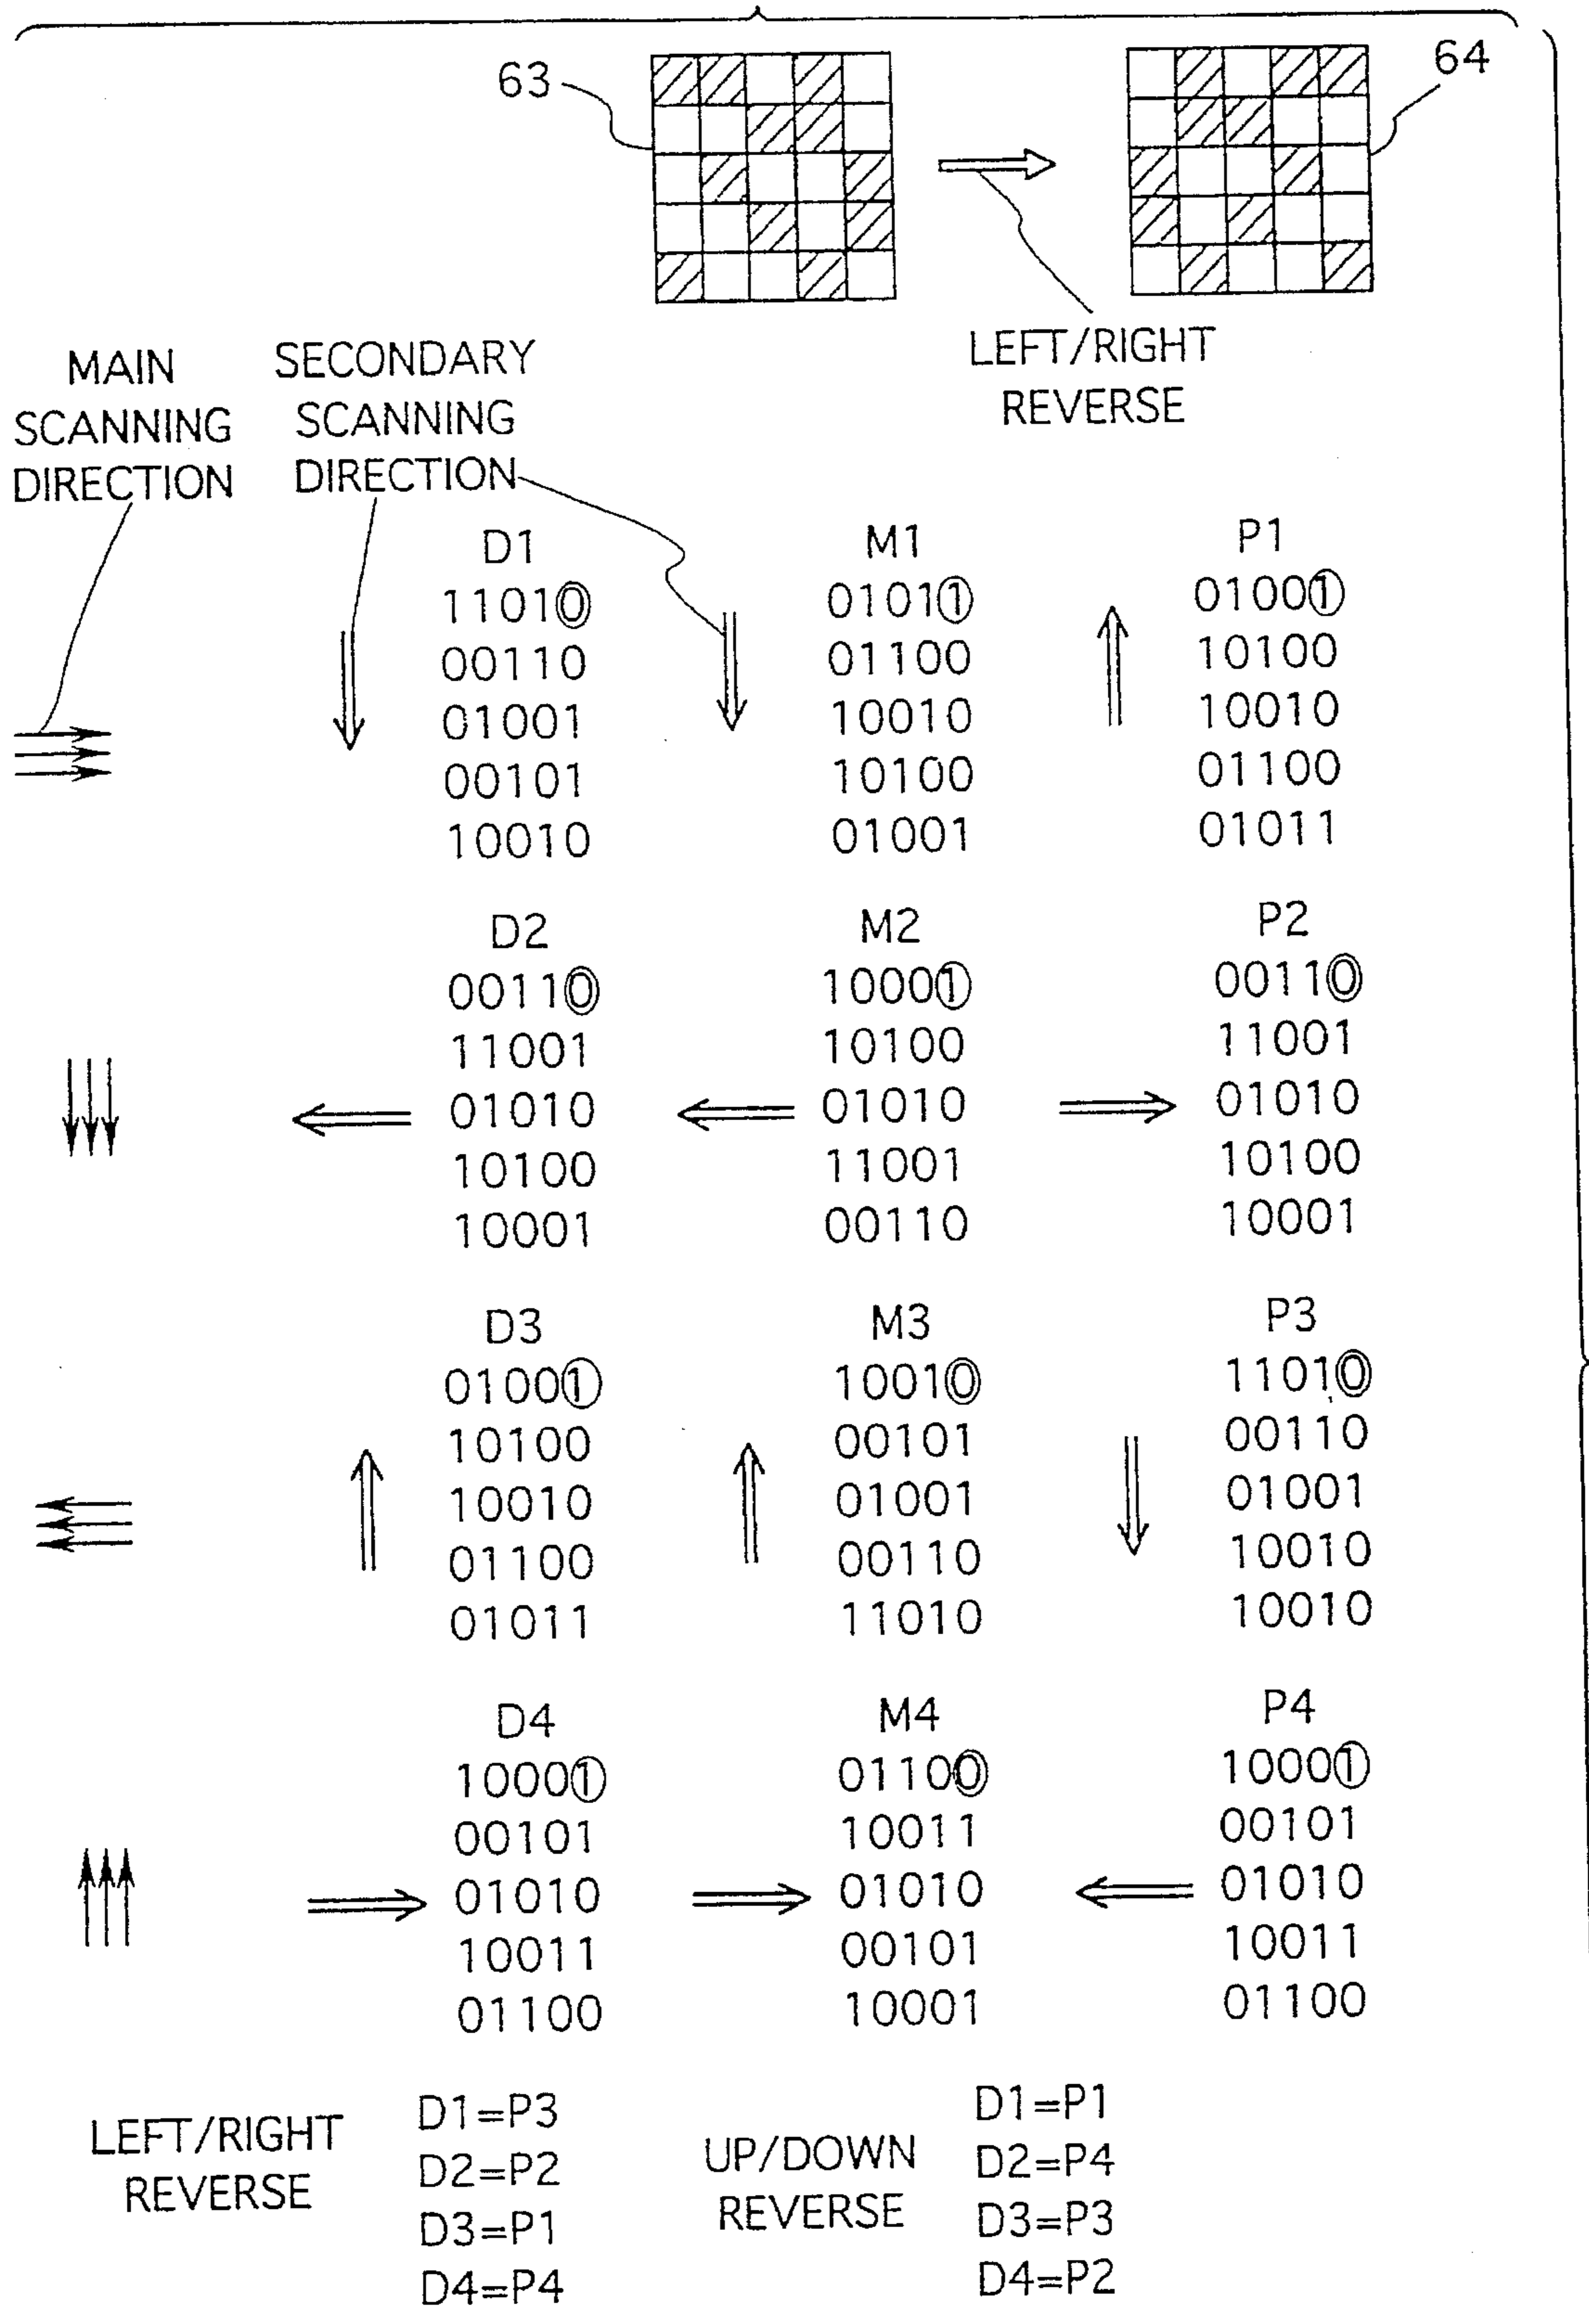 63
64
LEFT/RIGHT
REVERSE
MAIN
SCANNING
DIRECTION
SECONDARY
SCANNING
DIRECTION
D1
11010
00110
01001
00101
10010
M1
01011
01100
10010
10100
01001
P1
01001
10100
10010
01100
01011
D2
00110
11001
01010
10100
10001
M2
10001
10100
01010
11001
00110
P2
00110
11001
01010
10100
10001
D3
01001
10100
10010
01100
01011
M3
10010
00101
01001
00110
11010
P3
11010
00110
01001
10010
10010
D4
10001
00101
01010
10011
01100
M4
01100
10011
01010
00101
10001
P4
10001
00101
01010
10011
01100
LEFT/RIGHT
REVERSE
D1=P3
D2=P2
D3=P1
D4=P4
UP/DOWN
REVERSE
D1=P1
D2=P4
D3=P3
D4=P2